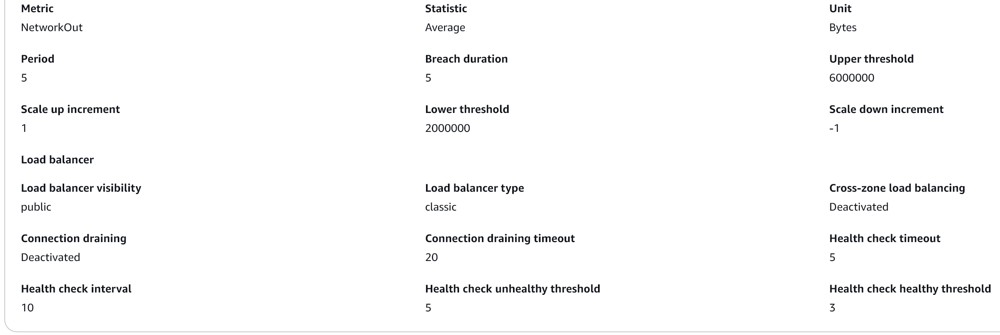 Metric
Statistic
Unit
NetworkOut
Average
Bytes
Period
Breach duration
Upper threshold
5
5
6000000
Scale up increment
Lower threshold
Scale down increment
1
2000000
-1
Load balancer
Load balancer visibility
Load balancer type
Cross-zone load balancing
public
classic
Deactivated
Connection draining
Connection draining timeout
Health check timeout
Deactivated
20
5
Health check interval
Health check unhealthy threshold
Health check healthy threshold
10
5
3